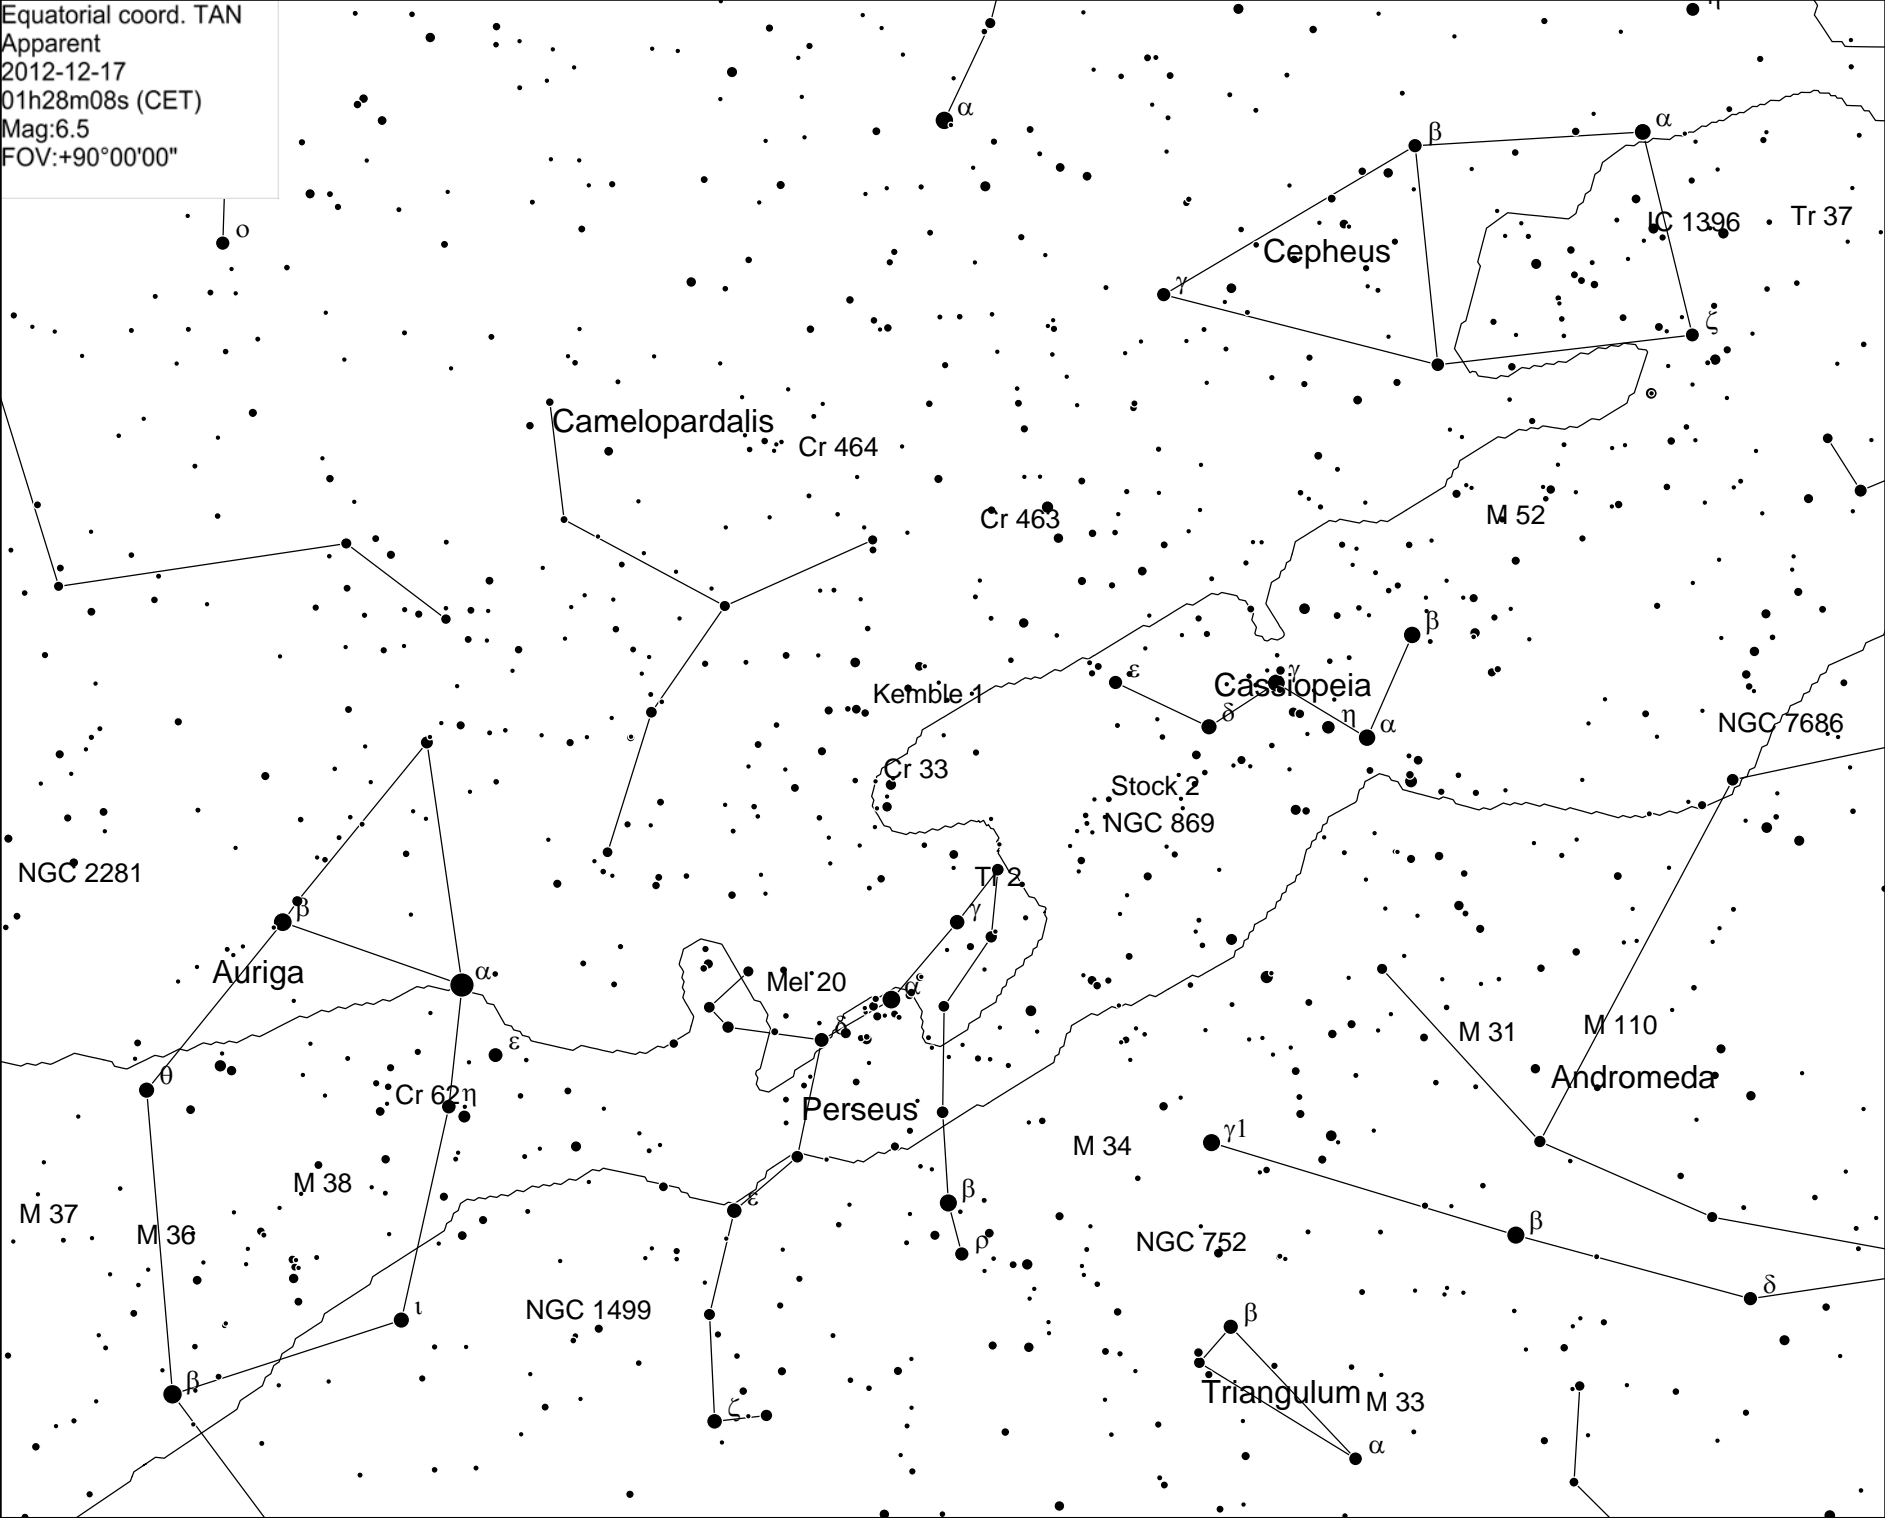 Equatorial coord. TAN
Apparent
2012-12-17
01h28m08s (CET)
Mag:6.5
FOV:+90°00'00"
η
α
β
α
ο
IC 1396
Tr 37
Cepheus
γ
ζ
Camelopardalis
Cr 464
Cr 463
M 52
β
ε
γ
Kemble 1
Cassiopeia
δ
η
α
NGC 7686
Cr 33
Stock 2
NGC 869
NGC 2281
Tr 2
β
γ
Auriga
α
Mel 20
α
δ
M 31
M 110
ε
θ
Andromeda
Cr 62
η
Perseus
γ1
M 34
M 38
ε
β
M 37
M 36
β
ρ
NGC 752
δ
ι
NGC 1499
β
β
Triangulum
M 33
ζ
α